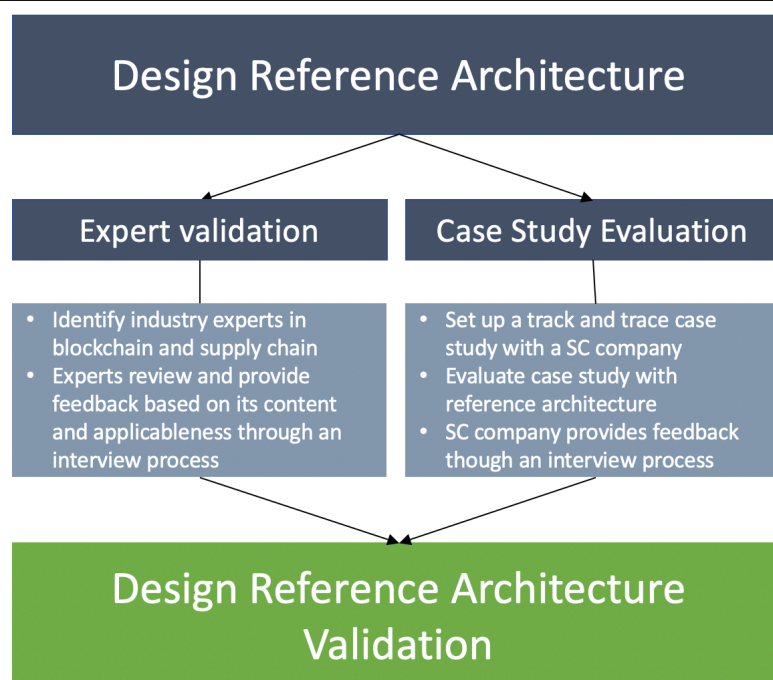 Design Reference Architecture
Expert validation
• Identify industry experts in
blockchain and supply chain
• Experts review and provide
feedback based on its content
and applicableness through an
interview process
Case Study Evaluation
• Set up a track and trace case
study with a SC company
• Evaluate case study with
reference architecture
• SC company provides feedback
though an interview process
Design Reference Architecture
Validation